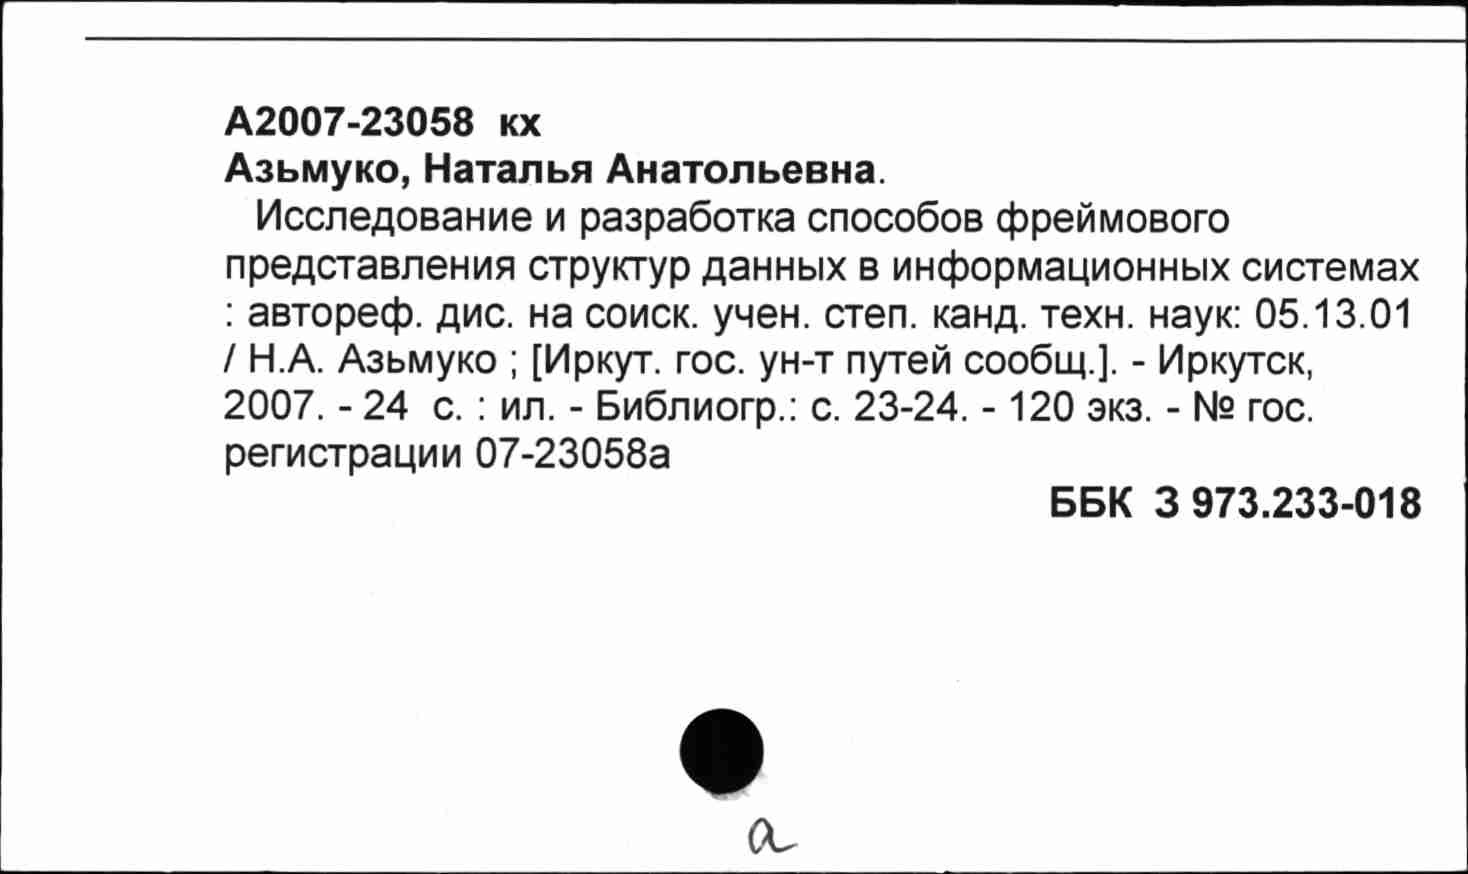 А2007-23058 кх
Азьмуко, Наталья Анатольевна.
Исследование и разработка способов фреймового
представления структур данных в информационных системах
: автореф. дис. на соиск. учен. степ. канд. техн. наук: 05.13.01
/ Н.А. Азьмуко ; [Иркут. гос. ун-т путей сообщ.]. - Иркутск,
2007. - 24 с. : ил. - Библиогр.: с. 23-24. - 120 экз. - № гос.
регистрации 07-23058а
ББК З 973.233-018
а